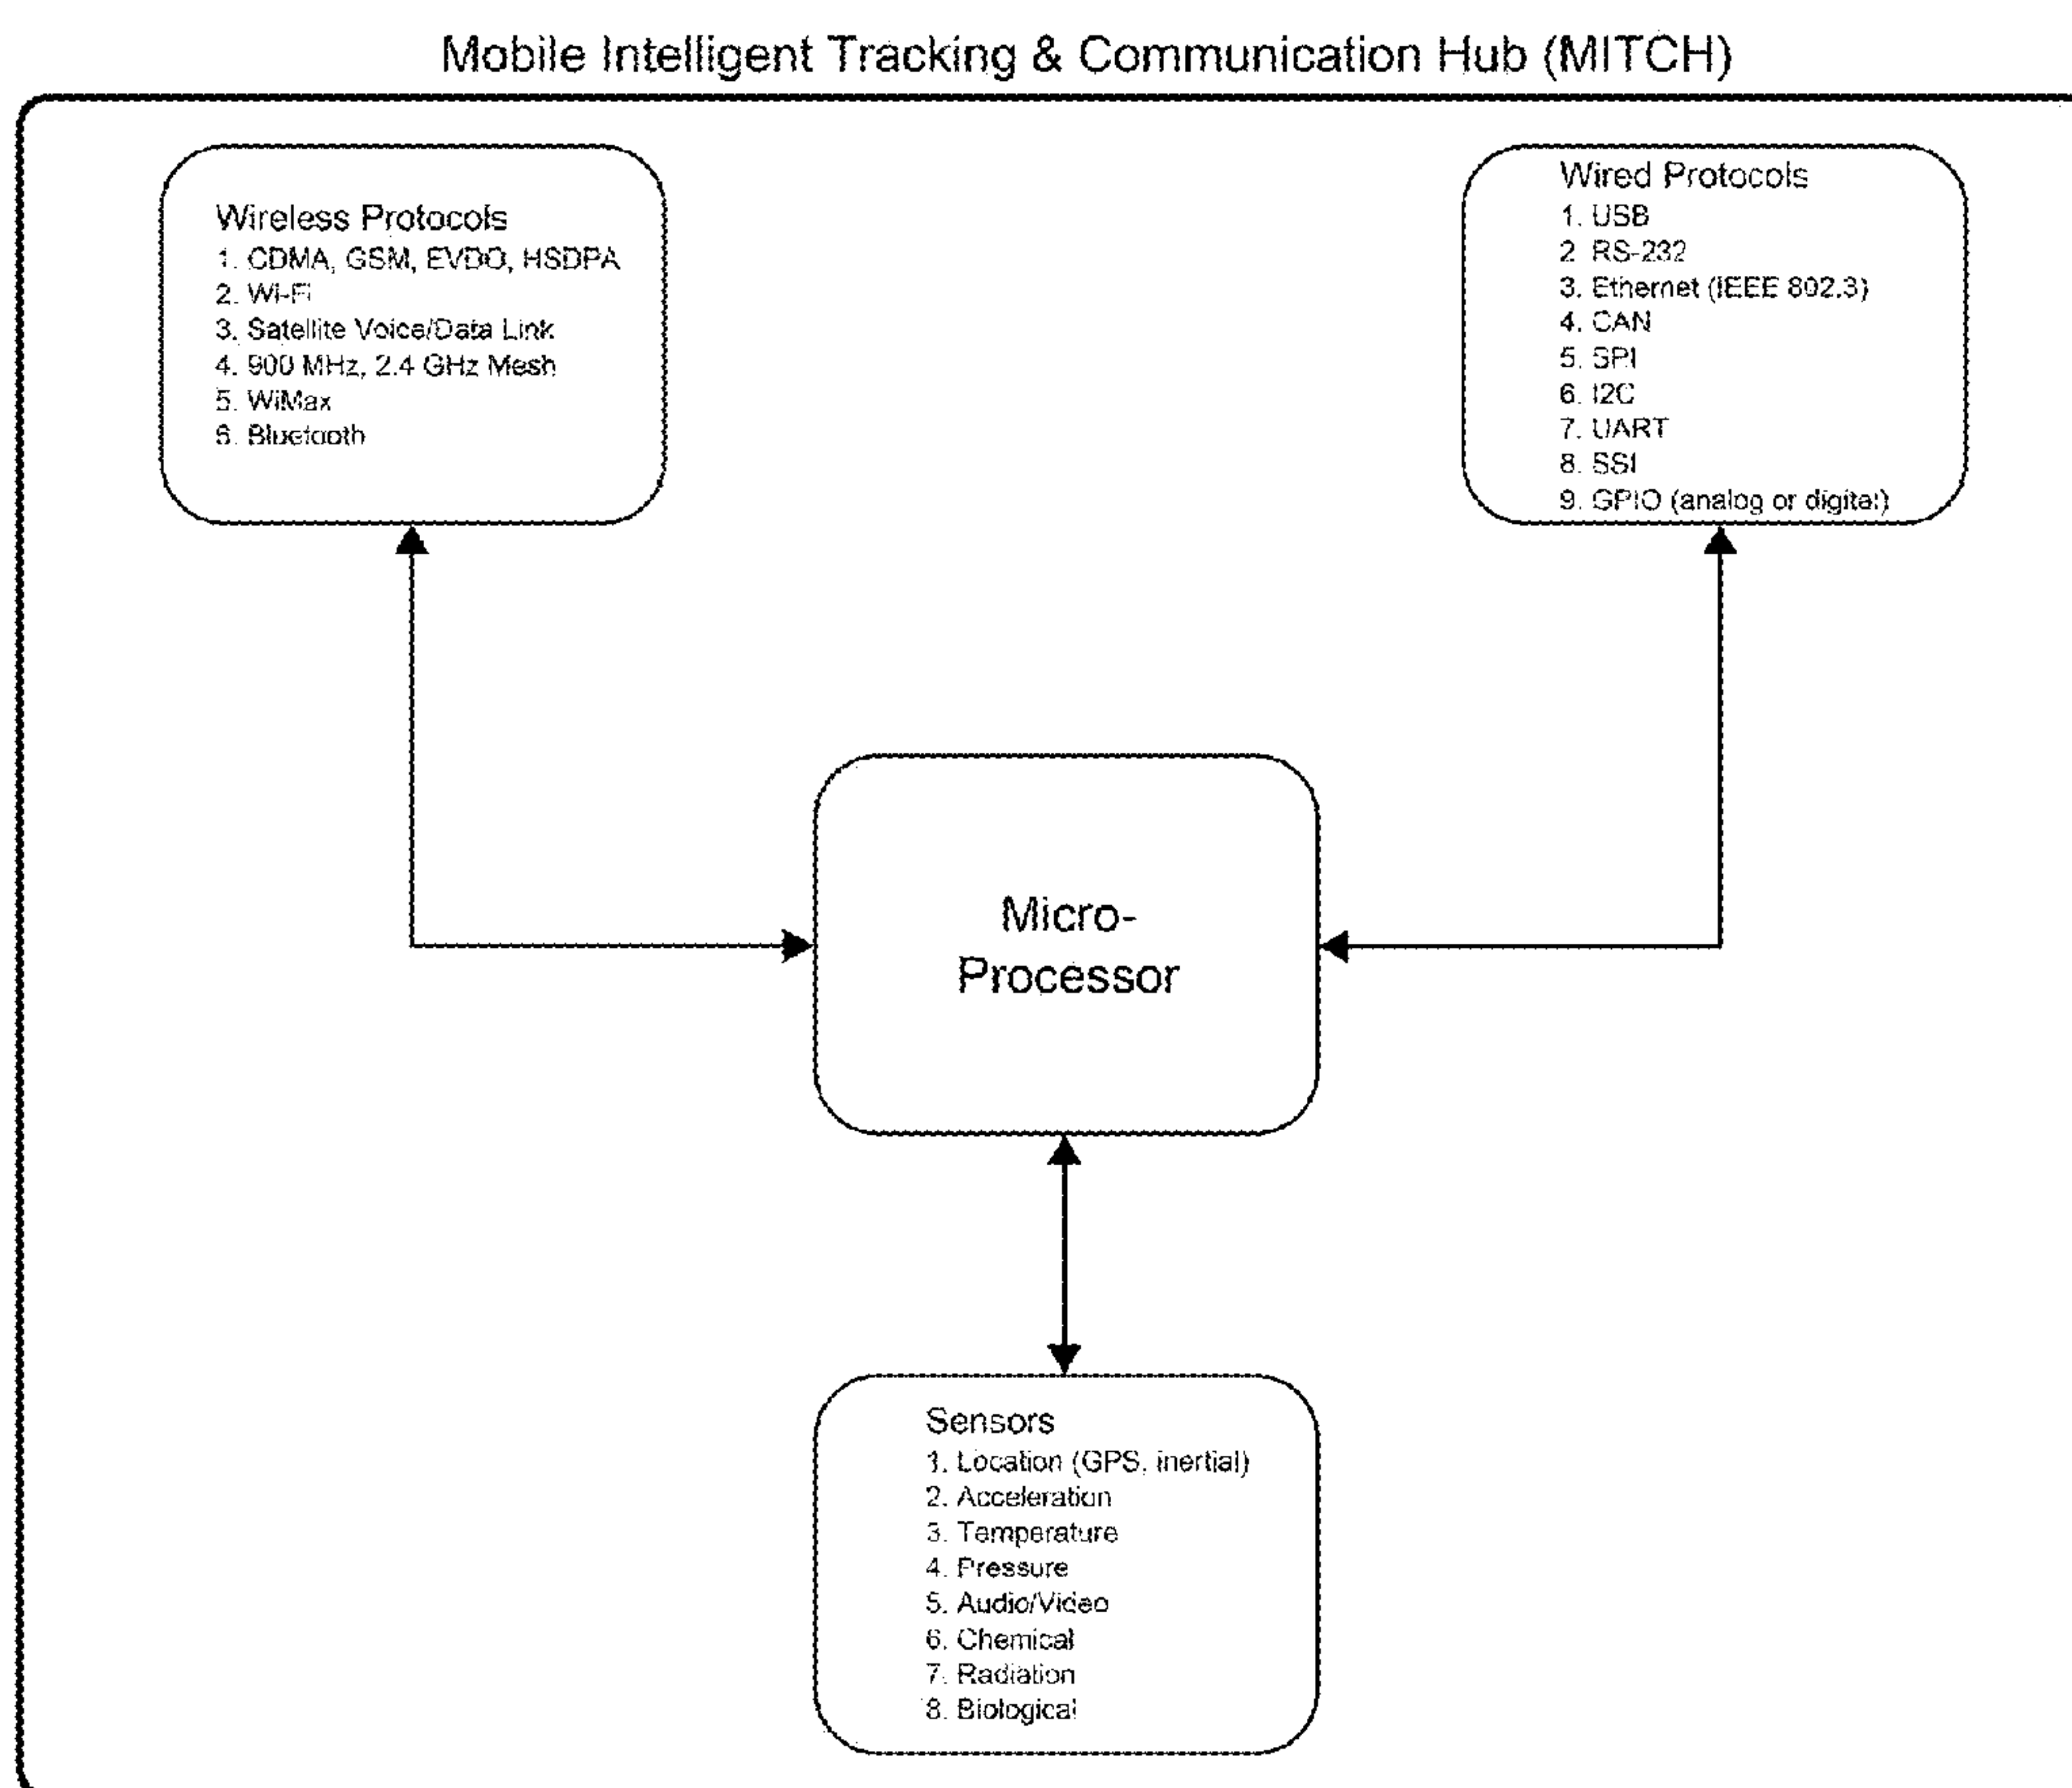 Mobile Intelligent Tracking & Communication Hub (MITCH)
Wireless Protocols
1. CDMA, GSM, EVDO, HSDPA
2. Wi-Fi
3. Satellite Voice/Data Link
4. 900 MHz, 2.4 GHz Mesh
5. WiMax
6. Bluetooth
Wired Protocols
1. USB
2 RS-232
3. Ethernet (IEEE 802.3)
4. CAN
5. SPI
6. I2C
7. UART
8. SSI
9. GPIO (analog or digital)
Micro-
Processor
Sensors
1. Location (GPS, inertial)
2. Acceleration
3. Temperature
4. Pressure
5. Audio/Video
6. Chemical
7. Radiation
8. Biological